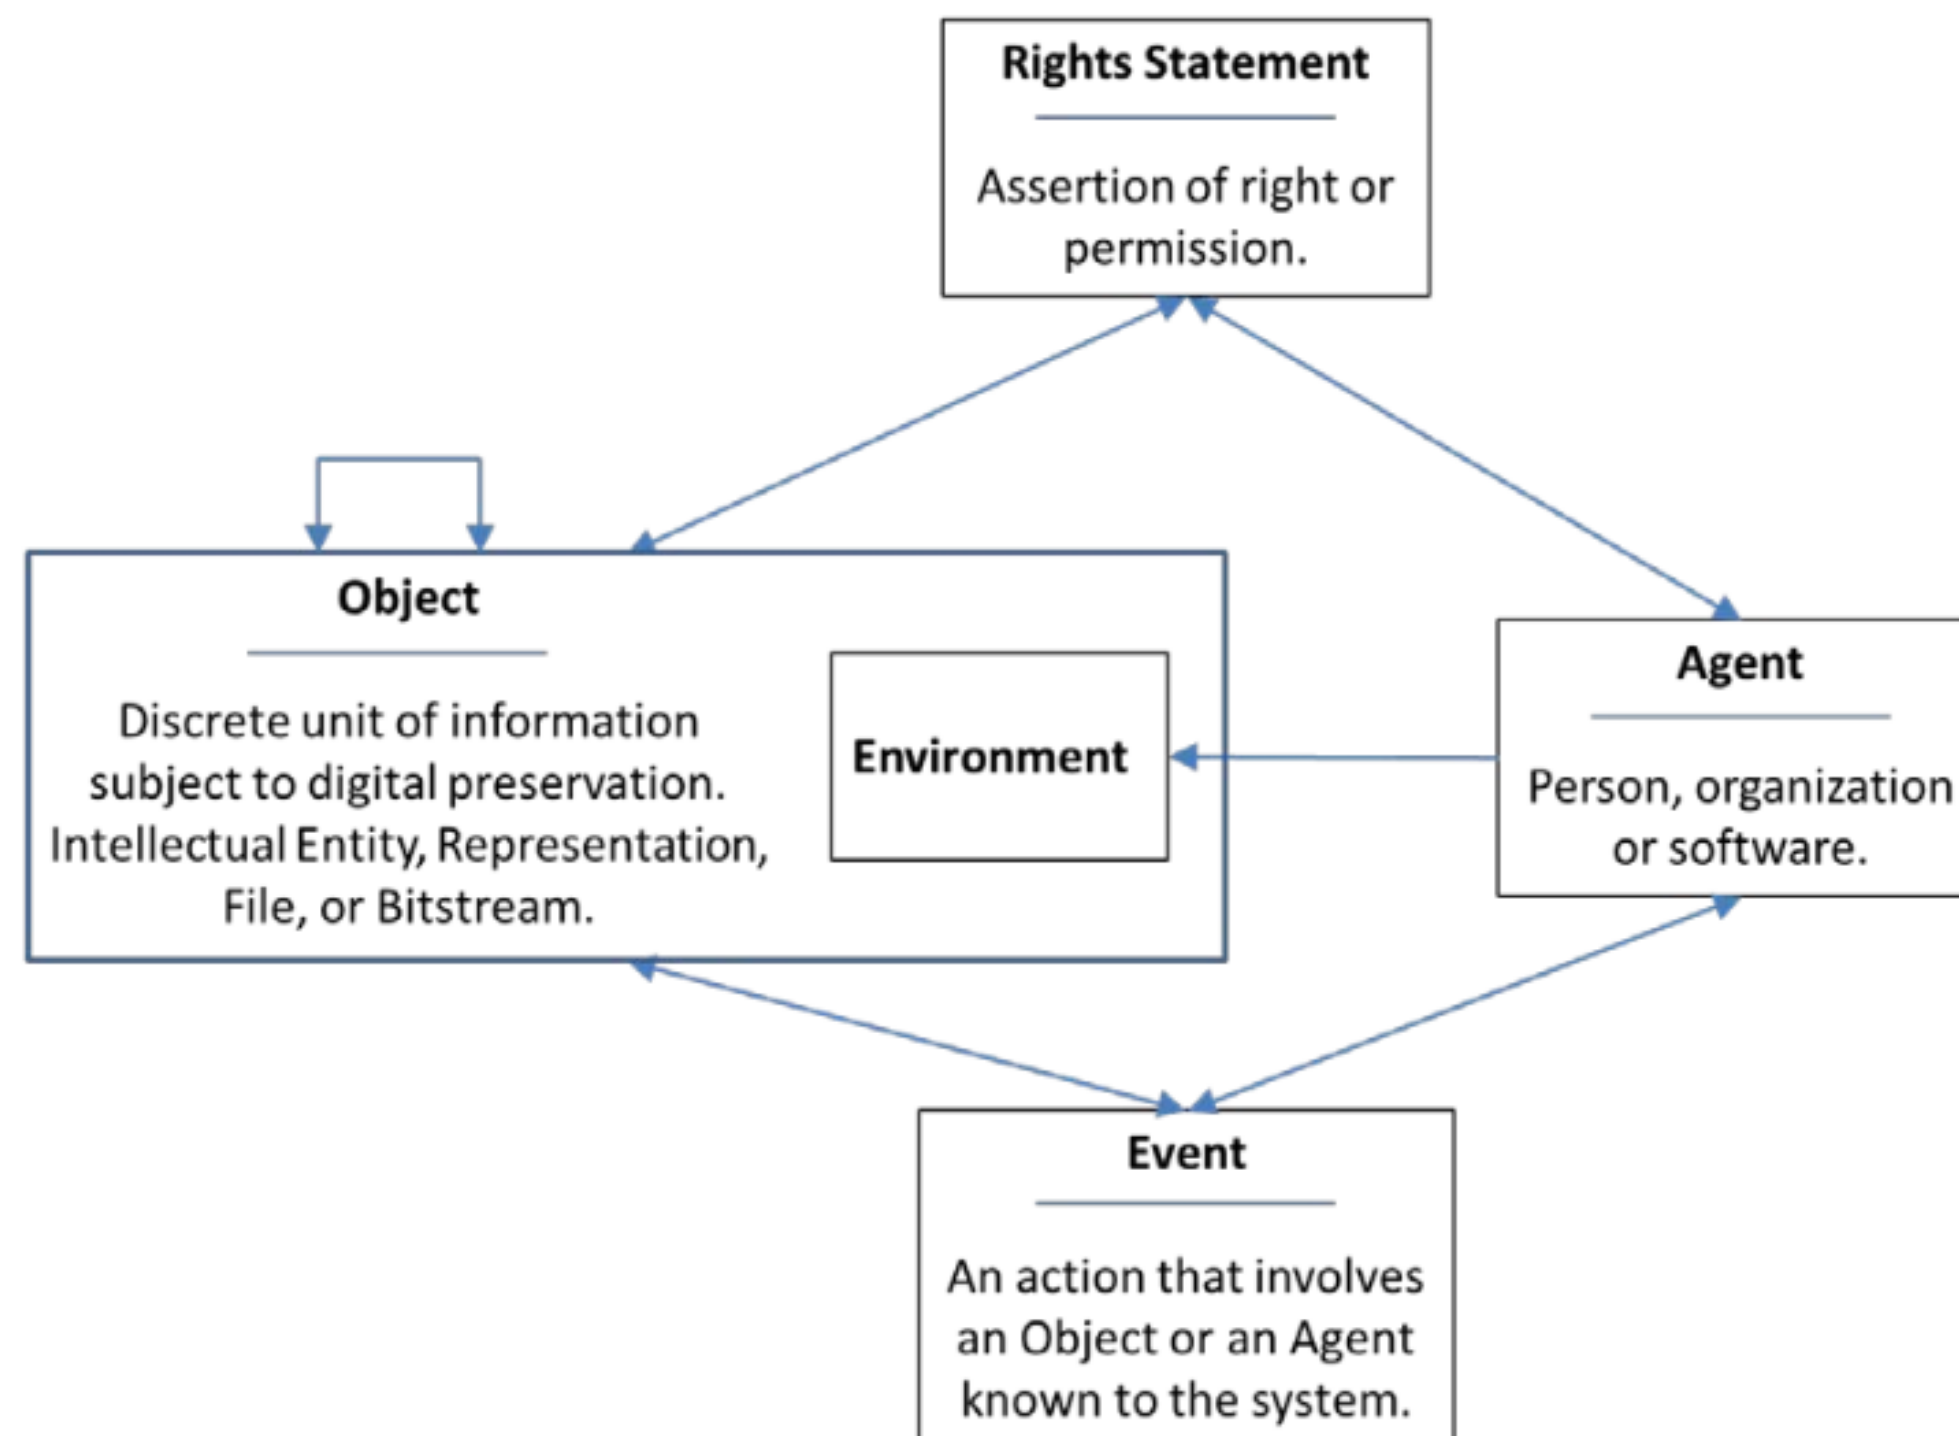 Rights Statement
Assertion of right or
permission.
Object
Discrete unit of information
subject to digital preservation.
Intellectual Entity, Representation,
File, or Bitstream.
Environment
Agent
Person, organization
or software.
Event
An action that involves
an Object or an Agent
known to the system.